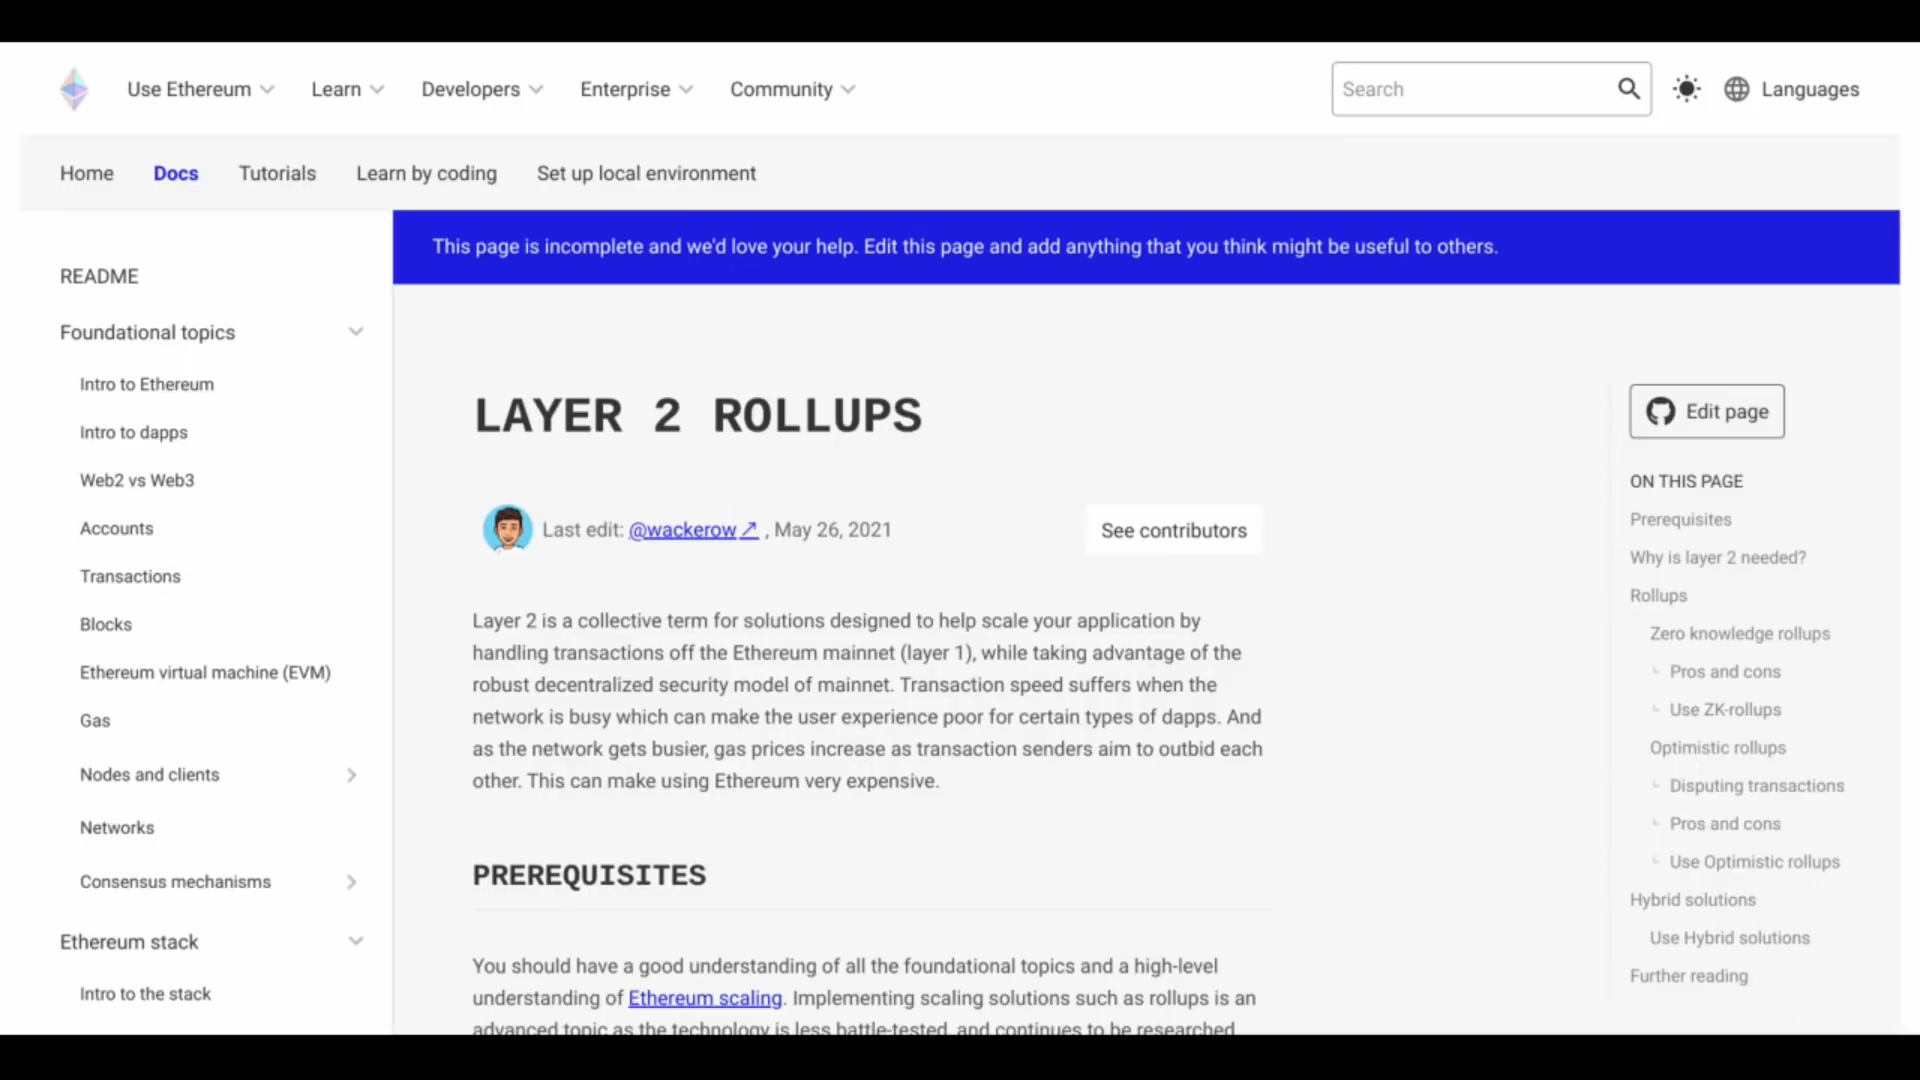 Use Ethereum Learn Developers Enterprise Community Search Languages
Home Docs Tutorials Learn by coding Set up local environment
This page is incomplete and we'd love your help. Edit this page and add anything that you think might be useful to others.
README
Foundational topics
Intro to Ethereum
Intro to dapps
Web2 vs Web3
Accounts
Transactions
Blocks
Ethereum virtual machine (EVM)
Gas
Nodes and clients
Networks
Consensus mechanisms
Ethereum stack
Intro to the stack
LAYER 2 ROLLUPS
Last edit: @wackerow ↗ , May 26, 2021
See contributors
Layer 2 is a collective term for solutions designed to help scale your application by
handling transactions off the Ethereum mainnet (layer 1), while taking advantage of the
robust decentralized security model of mainnet. Transaction speed suffers when the
network is busy which can make the user experience poor for certain types of dapps. And
as the network gets busier, gas prices increase as transaction senders aim to outbid each
other. This can make using Ethereum very expensive.
PREREQUISITES
You should have a good understanding of all the foundational topics and a high-level
understanding of Ethereum scaling. Implementing scaling solutions such as rollups is an
advanced topic as the technology is less battle-tested, and continues to be researched
Edit page
ON THIS PAGE
Prerequisites
Why is layer 2 needed?
Rollups
Zero knowledge rollups
Pros and cons
Use ZK-rollups
Optimistic rollups
Disputing transactions
Pros and cons
Use Optimistic rollups
Hybrid solutions
Use Hybrid solutions
Further reading